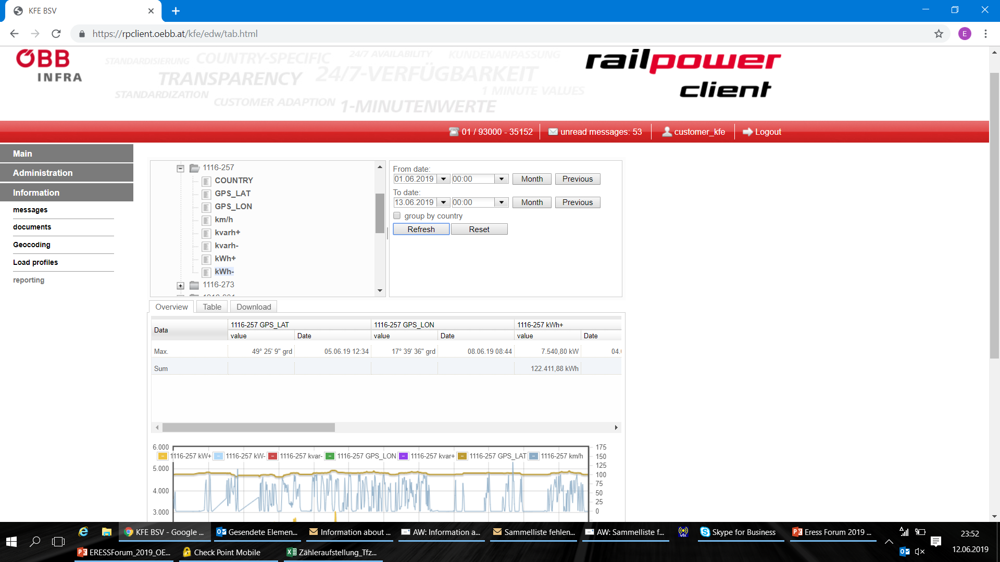 KFE BSV
https://rpclient.oebb.at/kfe/edw/tab.html
E
ÖBB
INFRA
STANDARDISIERUNG COUNTRY-SPECIFIC 24/7 AVAILABILITY KUNDENANPASSUNG
TRANSPARENCY 24/7-VERFÜGBARKEIT
STANDARDIZATION CUSTOMER ADAPTION 1 MINUTE VALUES
1-MINUTENWERTE
railpower
client
01 / 93000 - 35152 unread messages: 53 customer_kfe Logout
Main
Administration
Information
messages
documents
Geocoding
Load profiles
reporting
1116-257
COUNTRY
GPS_LAT
GPS_LON
km/h
kvarh+
kvarh-
kWh+
kWh-
1116-273
From date:
01.06.2019 00:00 Month Previous
To date:
13.06.2019 00:00 Month Previous
group by country
Refresh Reset
Overview Table Download
Data 1116-257 GPS_LAT 1116-257 GPS_LON 1116-257 kWh+
value Date value Date value Date
Max. 49° 25' 9" grd 05.06.19 12:34 17° 39' 36" grd 08.06.19 08:44 7.540,80 kW 04.
Sum 122.411,88 kWh
6.000 175
1116-257 kW+ 1116-257 kW- 1116-257 kvar- 1116-257 GPS_LON 1116-257 kvar+ 1116-257 GPS_LAT 1116-257 km/h 150
125
5.000
100
75
4.000 50
25
3.000 0
KFE BSV - Google ... Gesendete Elemen... Information about ... AW: Information a... Sammelliste fehlen... AW: Sammelliste f... VIK Skype for Business Eress Forum 2019 ...
ERESSForum_2019_OE... Check Point Mobile Zähleraufstellung_Tfz...
23:52
12.06.2019